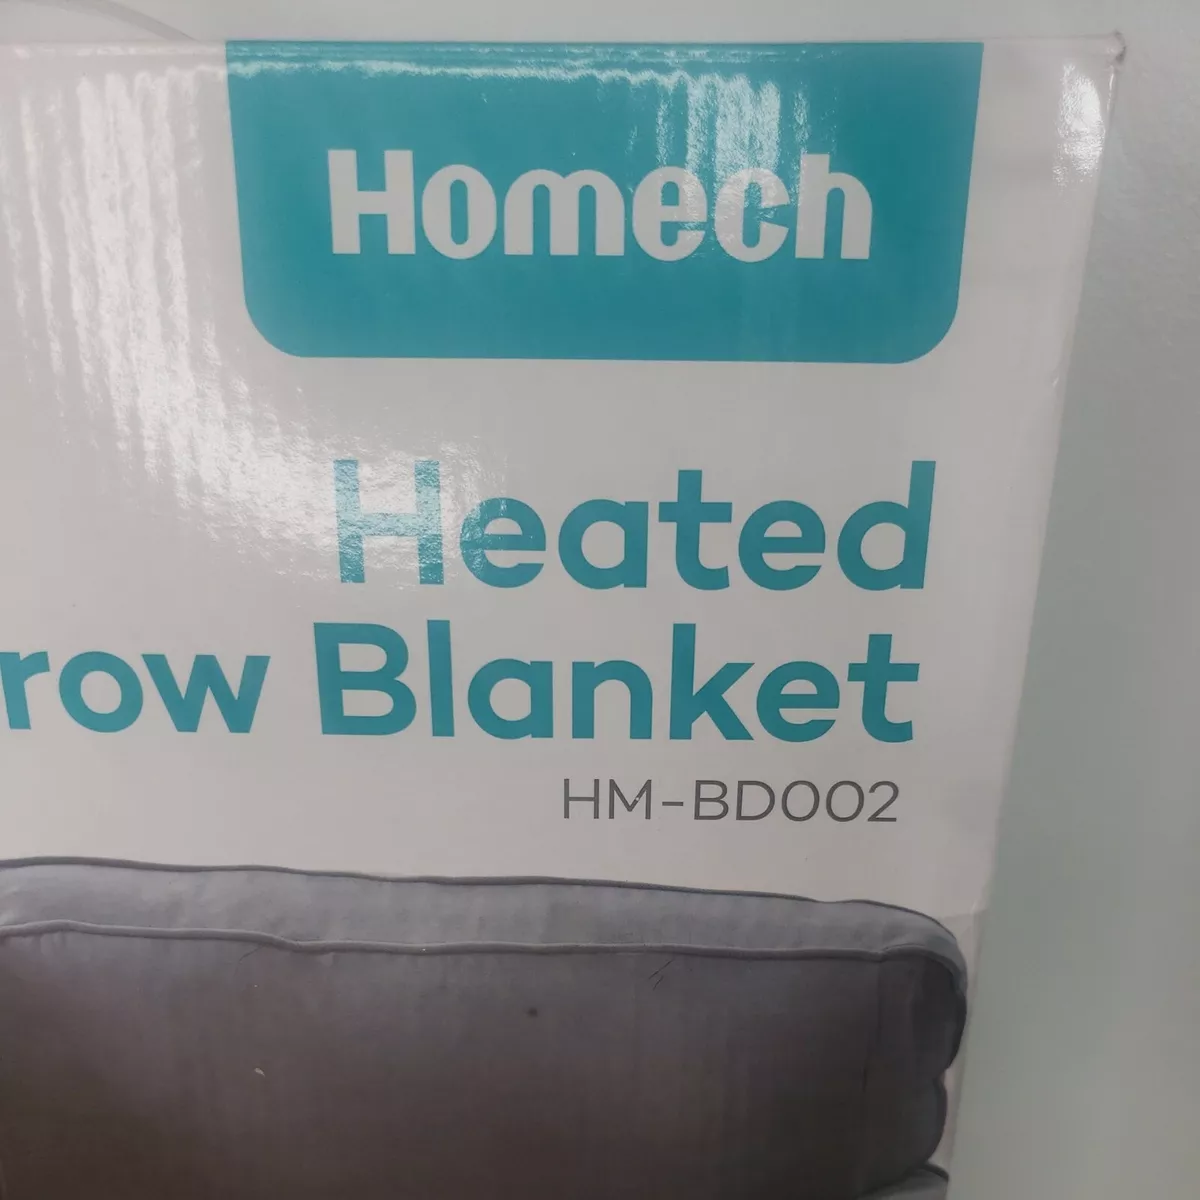 Homech
Heated
row Blanket
HM-BD002